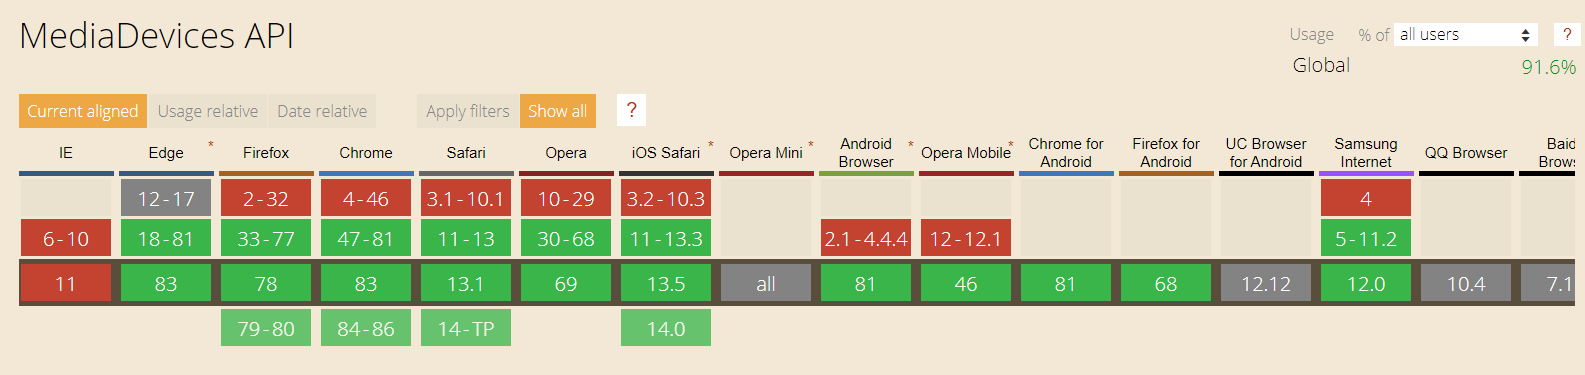 MediaDevices API
Usage % of all users ?
Global 91.6%
Current aligned Usage relative Date relative Apply filters Show all ?
IE Edge * Firefox Chrome Safari Opera iOS Safari * Opera Mini * Android Browser * Opera Mobile * Chrome for Android Firefox for Android UC Browser for Android Samsung Internet QQ Browser Baid Brows
12-17 2-32 4-46 3.1-10.1 10-29 3.2-10.3 4
6-10 18-81 33-77 47-81 11-13 30-68 11-13.3 2.1-4.4.4 12-12.1 5-11.2
11 83 78 83 13.1 69 13.5 all 81 46 81 68 12.12 12.0 10.4 7.1
79-80 84-86 14-TP 14.0